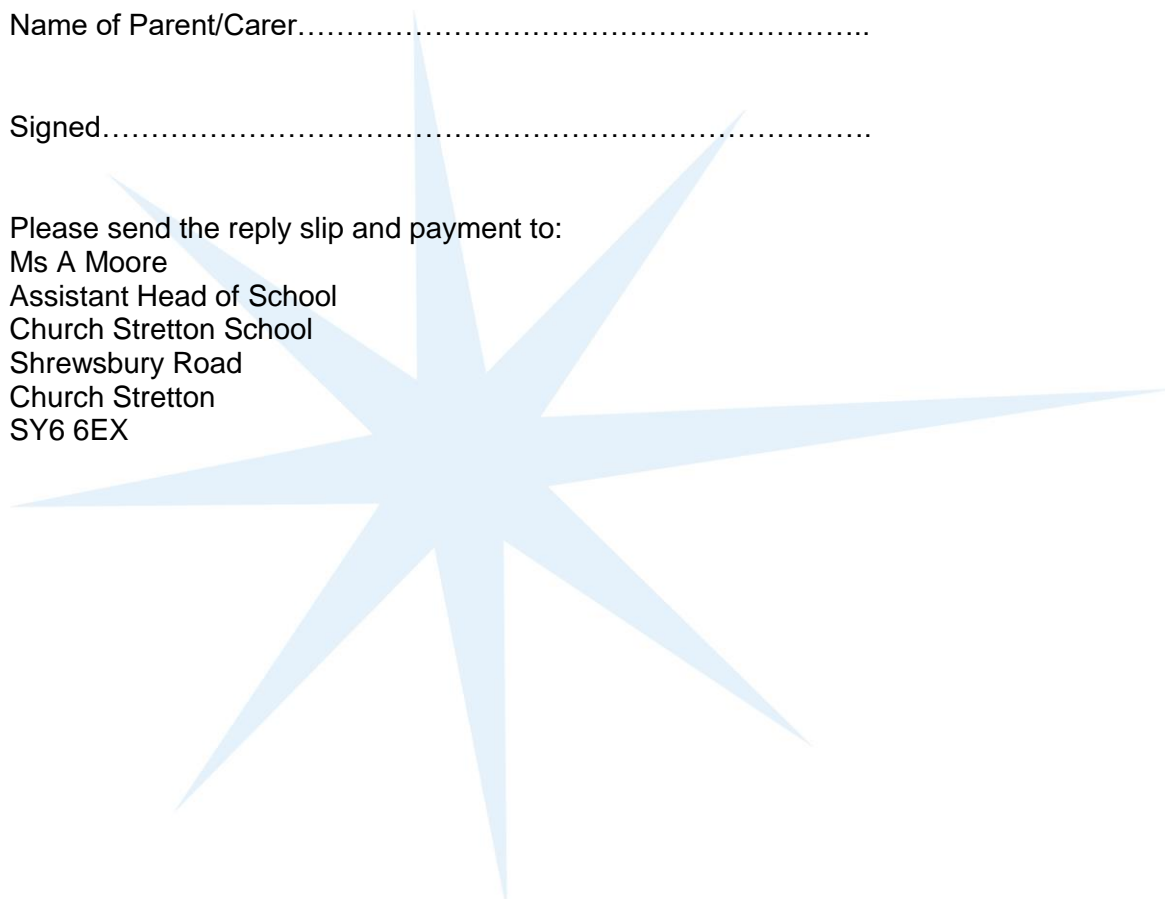 Name of Parent/Carer…………………………………………………..
Signed…………………………………………………………………….
Please send the reply slip and payment to:
Ms A Moore
Assistant Head of School
Church Stretton School
Shrewsbury Road
Church Stretton
SY6 6EX